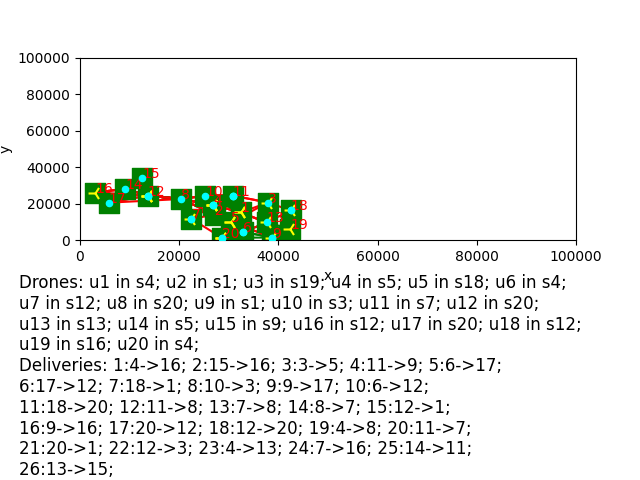 100000
80000
60000
40000
20000
0
y
0 20000 40000 60000 80000 100000
x
Drones: u1 in s4; u2 in s1; u3 in s19; u4 in s5; u5 in s18; u6 in s4;
u7 in s12; u8 in s20; u9 in s1; u10 in s3; u11 in s7; u12 in s20;
u13 in s13; u14 in s5; u15 in s9; u16 in s12; u17 in s20; u18 in s12;
u19 in s16; u20 in s4;
Deliveries: 1:4->16; 2:15->16; 3:3->5; 4:11->9; 5:6->17;
6:17->12; 7:18->1; 8:10->3; 9:9->17; 10:6->12;
11:18->20; 12:11->8; 13:7->8; 14:8->7; 15:12->1;
16:9->16; 17:20->12; 18:12->20; 19:4->8; 20:11->7;
21:20->1; 22:12->3; 23:4->13; 24:7->16; 25:14->11;
26:13->15;